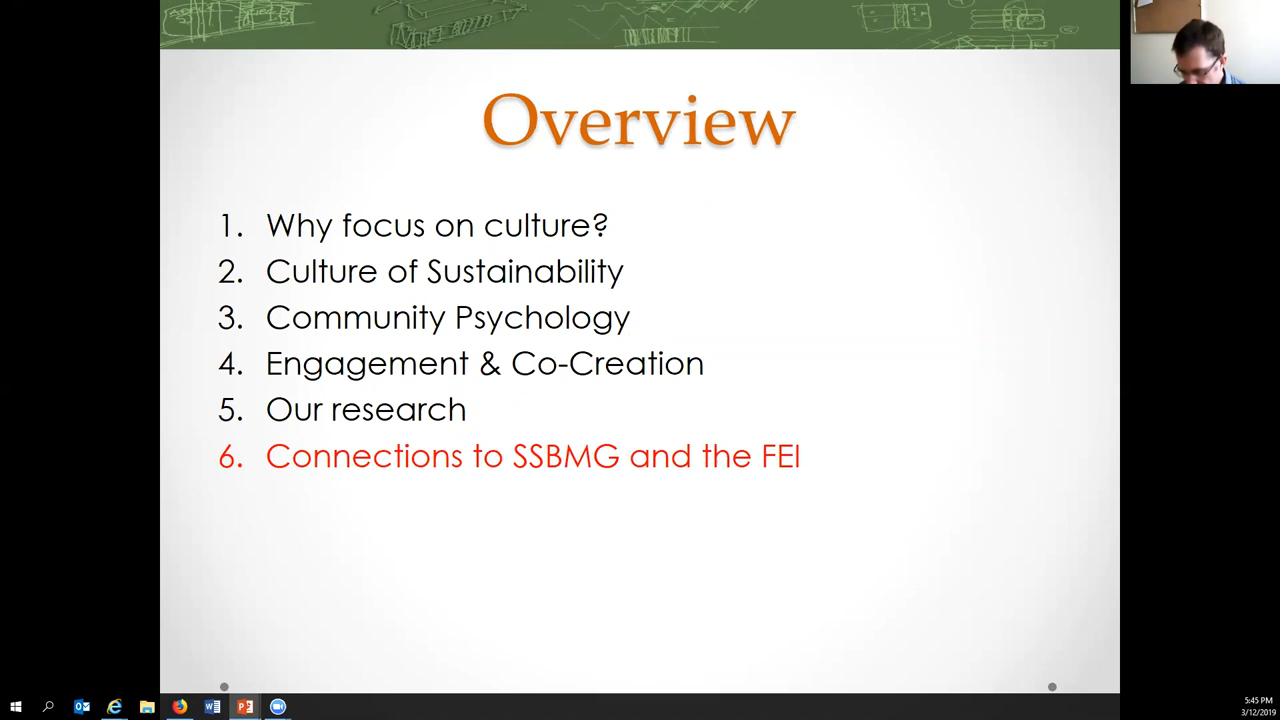 Overview
1. Why focus on culture?
2. Culture of Sustainability
3. Community Psychology
4. Engagement & Co-Creation
5. Our research
6. Connections to SSBMG and the FEI
5:45 PM
3/12/2019